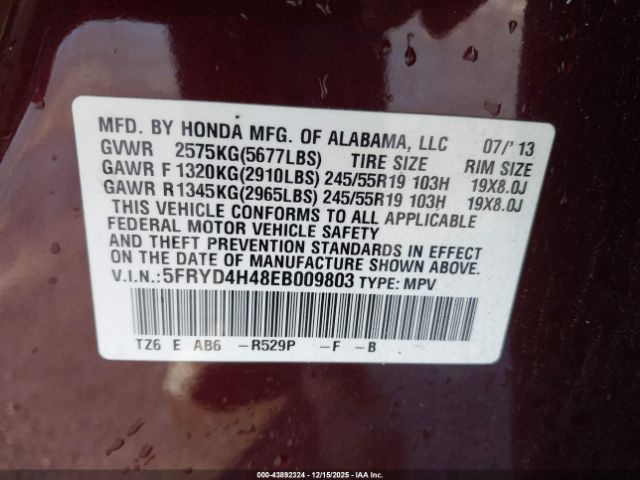 MFD. BY HONDA MFG. OF ALABAMA, LLC 07/'13
GVWR 2575KG(5677LBS) TIRE SIZE RIM SIZE
GAWR F 1320KG(2910LBS) 245/55R19 103H 19X8.0J
GAWR R 1345KG(2965LBS) 245/55R19 103H 19X8.0J
THIS VEHICLE CONFORMS TO ALL APPLICABLE
FEDERAL MOTOR VEHICLE SAFETY
AND THEFT PREVENTION STANDARDS IN EFFECT
ON THE DATE OF MANUFACTURE SHOWN ABOVE.
V.I.N.:5FRYD4H48EB009803 TYPE: MPV
TZ6 E AB6 -R529P -F -B
030-43892324 | 12/15/2025 | IAA Inc.